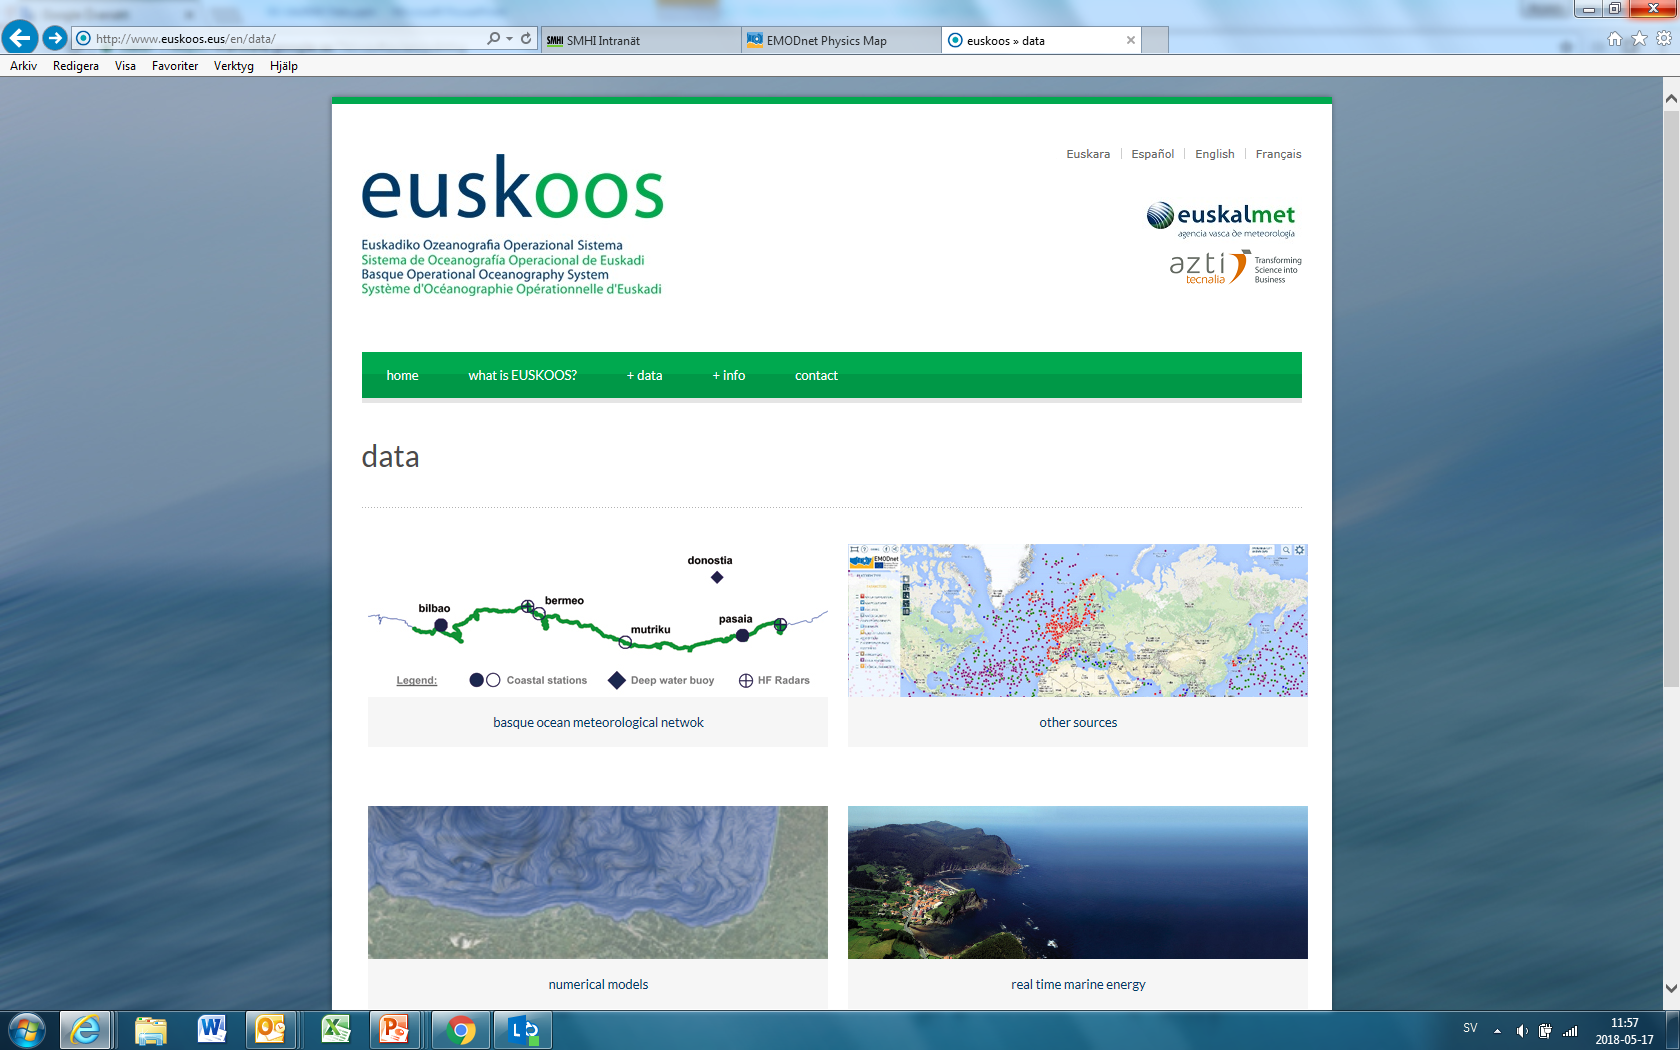 http://www.euskoos.eus/en/data/
SMHI SMHI Intranät
EMODnet Physics Map
euskoos » data
Arkiv Redigera Visa Favoriter Verktyg Hjälp
Euskara Español English Français
euskoos
Euskadiko Ozeanografia Operazional Sistema
Sistema de Oceanografía Operacional de Euskadi
Basque Operational Oceanography System
Système d'Océanographie Opérationnelle d'Euskadi
euskalmet
agencia vasca de meteorología
azti
tecnalia
Transforming
Science into
Business
home what is EUSKOOS? + data + info contact
data
donostia
bilbao
bermeo
mutriku
pasaia
Legend: Coastal stations Deep water buoy HF Radars
EMODnet
basque ocean meteorological netwok
other sources
numerical models
real time marine energy
SV
11:57
2018-05-17